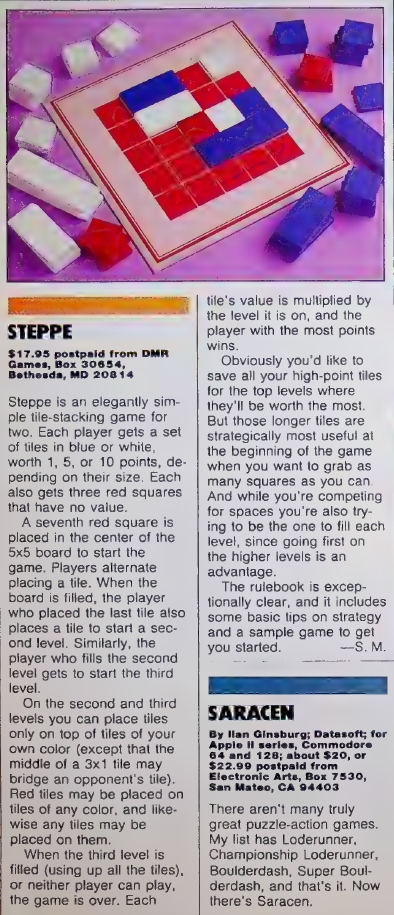 STEPPE
$17.95 postpaid from DMR
Games, Box 30654,
Bethesda, MD 20814
Steppe is an elegantly sim-
ple tile-stacking game for
two. Each player gets a set
of tiles in blue or white,
worth 1, 5, or 10 points, de-
pending on their size. Each
also gets three red squares
that have no value.
A seventh red square is
placed in the center of the
5x5 board to start the
game. Players alternate
placing a tile. When the
board is filled, the player
who placed the last tile also
places a tile to start a sec-
ond level. Similarly, the
player who fills the second
level gets to start the third
level.
On the second and third
levels you can place tiles
only on top of tiles of your
own color (except that the
middle of a 3x1 tile may
bridge an opponent's tile).
Red tiles may be placed on
tiles of any color, and like-
wise any tiles may be
placed on them.
When the third level is
filled (using up all the tiles),
or neither player can play,
the game is over. Each
tile's value is multiplied by
the level it is on, and the
player with the most points
wins.
Obviously you'd like to
save all your high-point tiles
for the top levels where
they'll be worth the most.
But those longer tiles are
strategically most useful at
the beginning of the game
when you want to grab as
many squares as you can.
And while you're competing
for spaces you're also try-
ing to be the one to fill each
level, since going first on
the higher levels is an
advantage.
The rulebook is excep-
tionally clear, and it includes
some basic tips on strategy
and a sample game to get
you started. —S. M.
SARACEN
By Ilan Ginsburg; Datasoft; for
Apple II series, Commodore
64 and 128; about $20, or
$22.99 postpaid from
Electronic Arts, Box 7530,
San Mateo, CA 94403
There aren't many truly
great puzzle-action games.
My list has Loderunner,
Championship Loderunner,
Boulderdash, Super Boul-
derdash, and that's it. Now
there's Saracen.